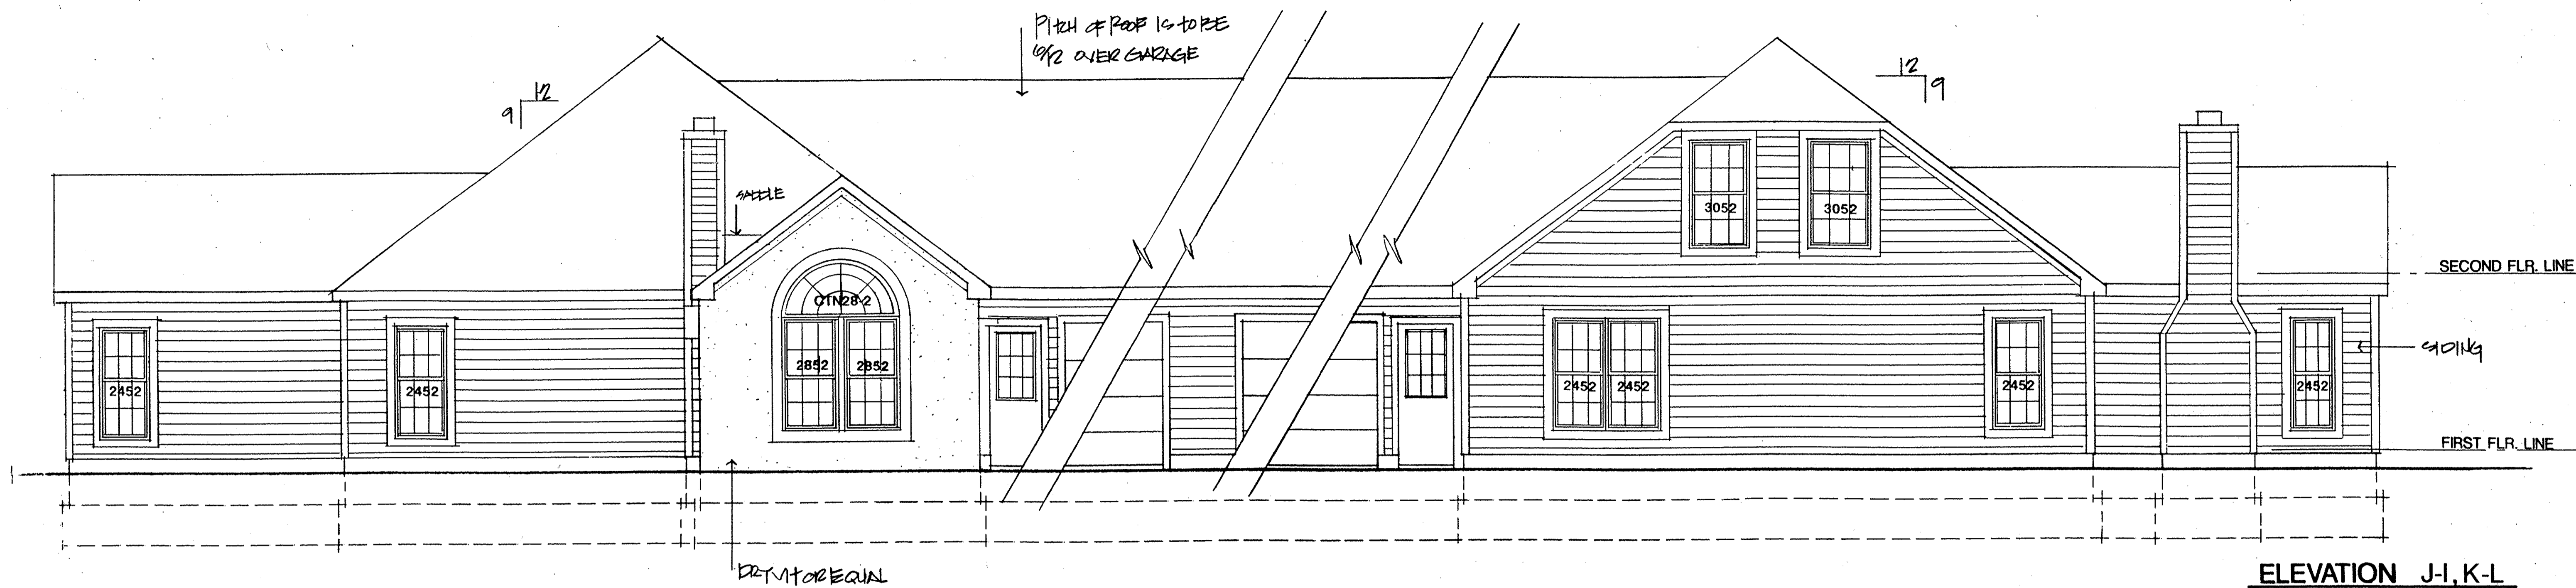 PITCH OF ROOF IS TO BE
6/12 OVER GARAGE
12
9
12
9
SADDLE
3052
3052
SECOND FLR. LINE
CTN28-2
2852
2852
SIDING
2452
2452
2452
2452
2452
2452
FIRST FLR. LINE
DRYVIT OR EQUAL
ELEVATION J-I, K-L